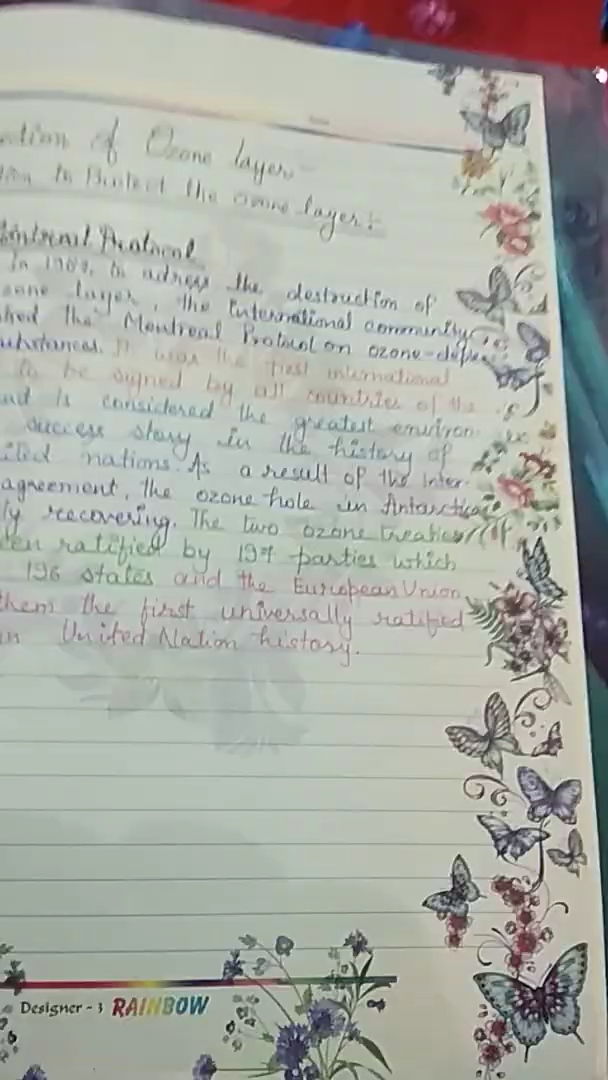 of Ozone layer-
to Protect the ozone layer:-
Montreal Protocol
to adress the destruction of
layer, the International community
the Montreal Protocol on ozone-deple
substances. It was the first international
to be signed by all countries of the
is considered the greatest environ
success story in the history of
nations. As a result of the inter
agreement, the ozone hole in Antarctica
ly recovering. The two ozone treaties
ratified by 197 parties which
196 states and the European Union,
them the first universally ratified
in United Nation history.
Designer - 3 RAINBOW